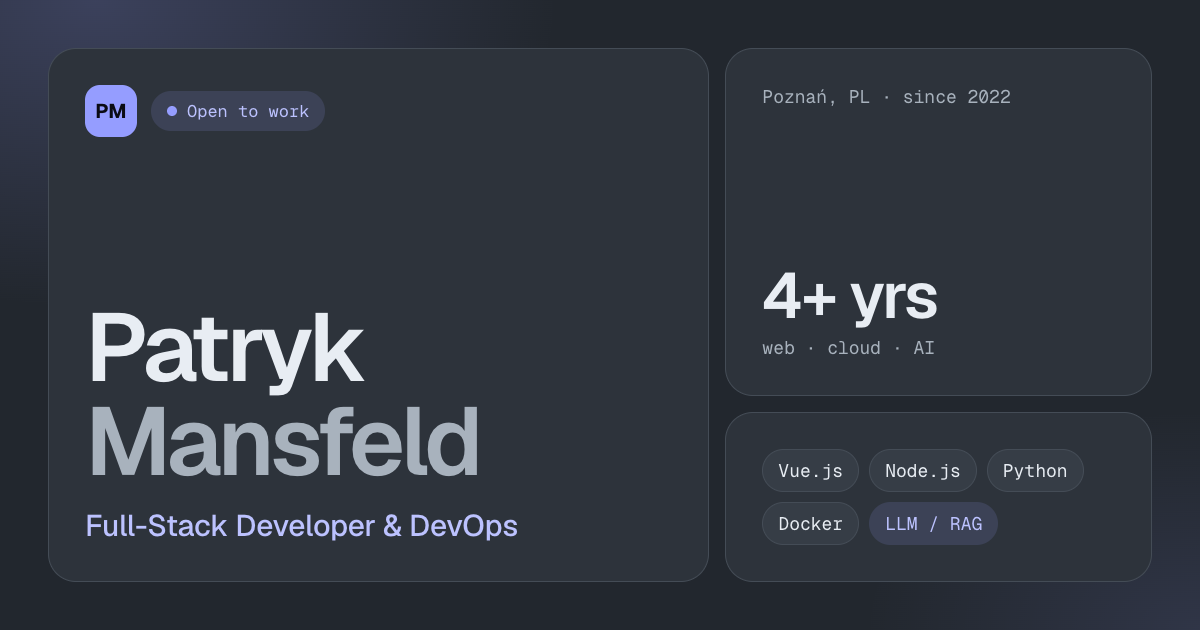 PM
Open to work
Patryk
Mansfeld
Full-Stack Developer & DevOps
Poznań, PL · since 2022
4+ yrs
web · cloud · AI
Vue.js Node.js Python
Docker LLM / RAG